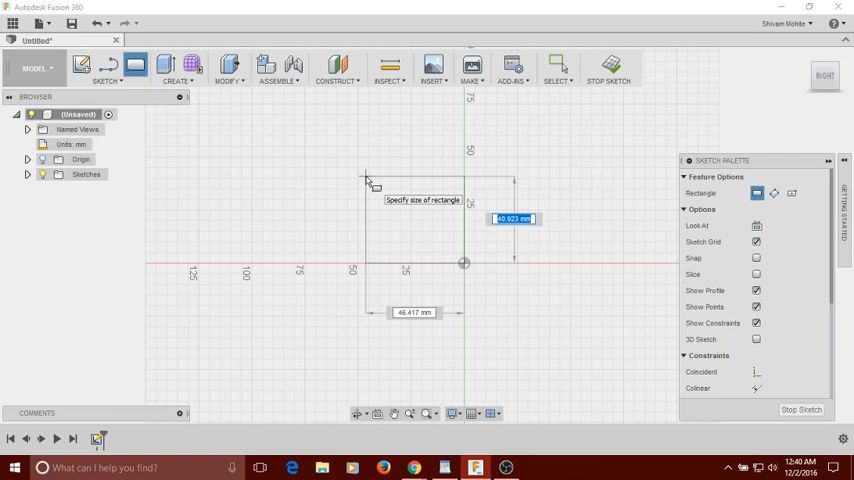 Autodesk Fusion 360
Shivam Mohite
Untitled*
MODEL
SKETCH
CREATE
MODIFY
ASSEMBLE
CONSTRUCT
INSPECT
INSERT
MAKE
ADD-INS
SELECT
STOP SKETCH
BROWSER
RIGHT
(Unsaved)
Named Views
Units: mm
Origin
Sketches
75
50
25
Specify size of rectangle
40.923 mm
125
75
50
25
46.417 mm
SKETCH PALETTE
Feature Options
Rectangle
Options
Look At
Sketch Grid
Snap
Slice
Show Profile
Show Points
Show Constraints
3D Sketch
Constraints
Coincident
Colinear
Stop Sketch
GETTING STARTED
COMMENTS
What can I help you find?
12:40 AM
12/2/2016